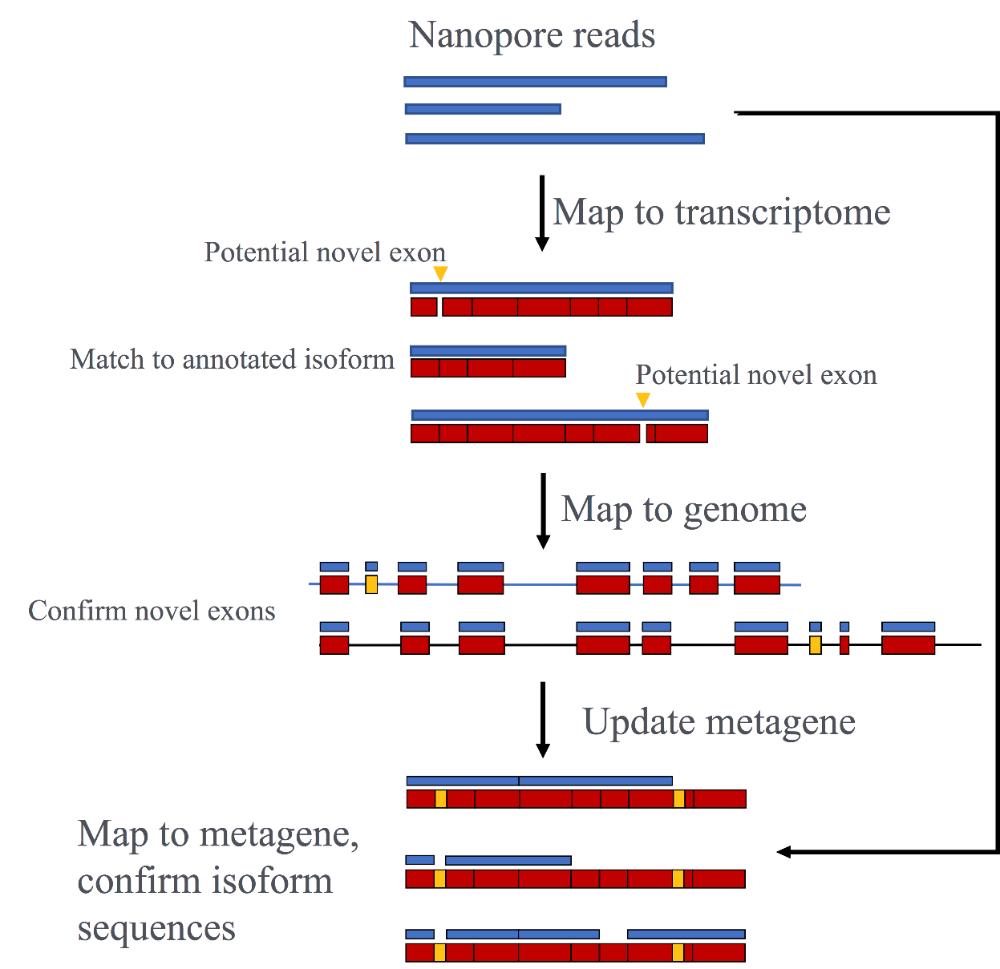 Nanopore reads
Map to transcriptome
Potential novel exon
Match to annotated isoform
Potential novel exon
Map to genome
Confirm novel exons
Update metagene
Map to metagene,
confirm isoform
sequences